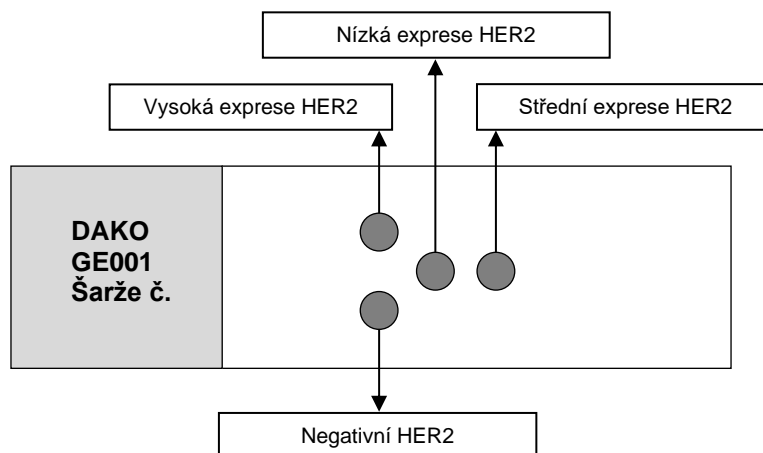 Nízká exprese HER2
Vysoká exprese HER2
Střední exprese HER2
DAKO
GE001
Šarže č.
Negativní HER2